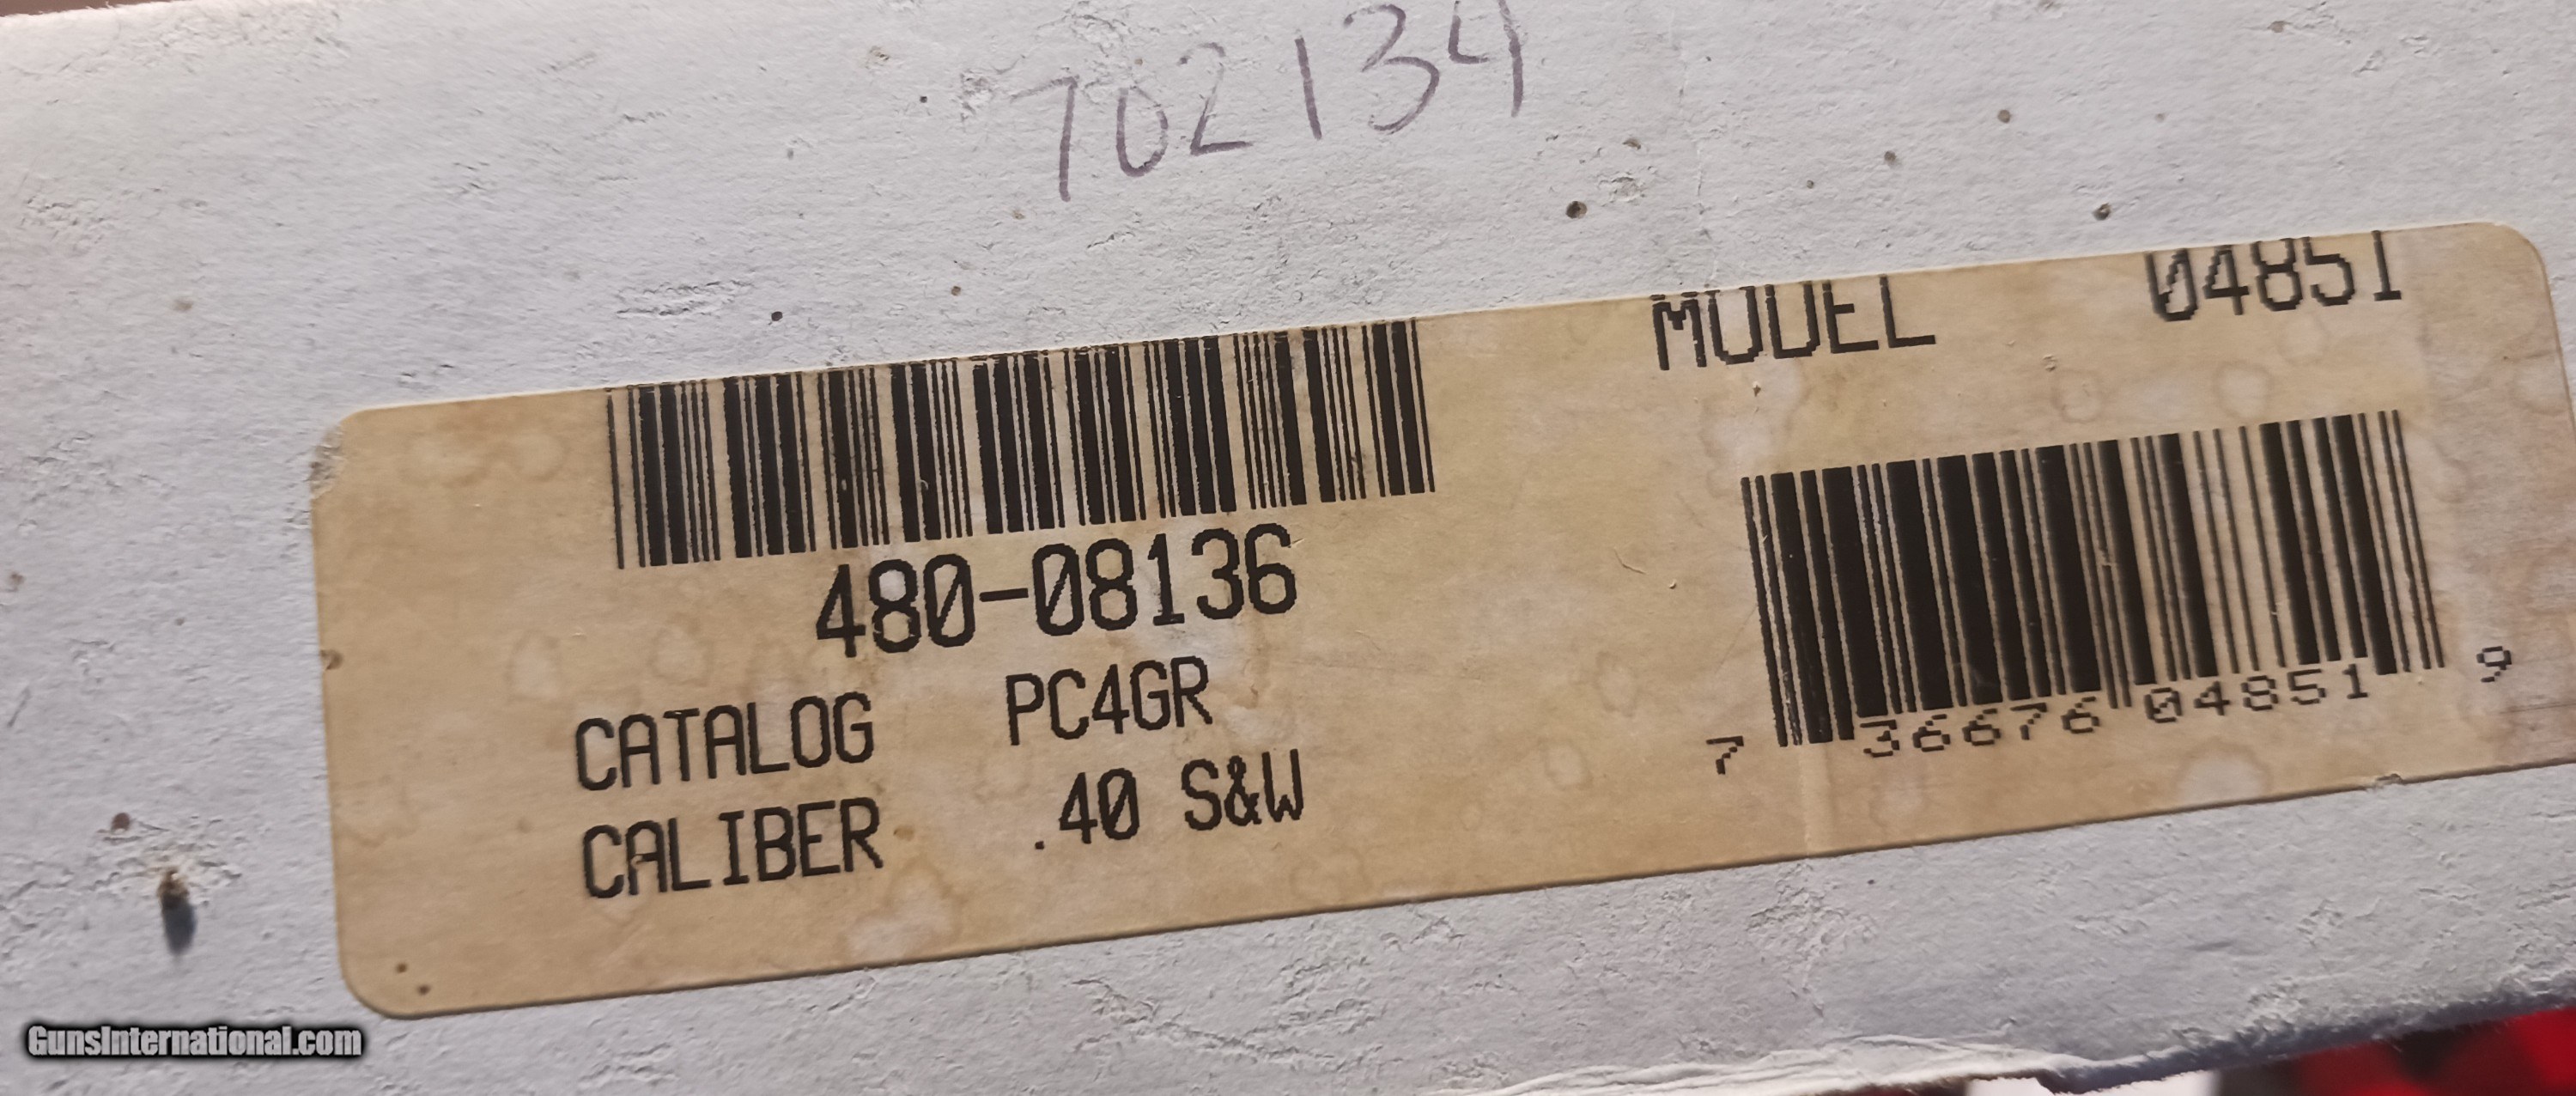 702134
MODEL 04851
480-08136
CATALOG PC4GR
CALIBER .40 S&W
7 36676 04851 9
GunsInternational.com